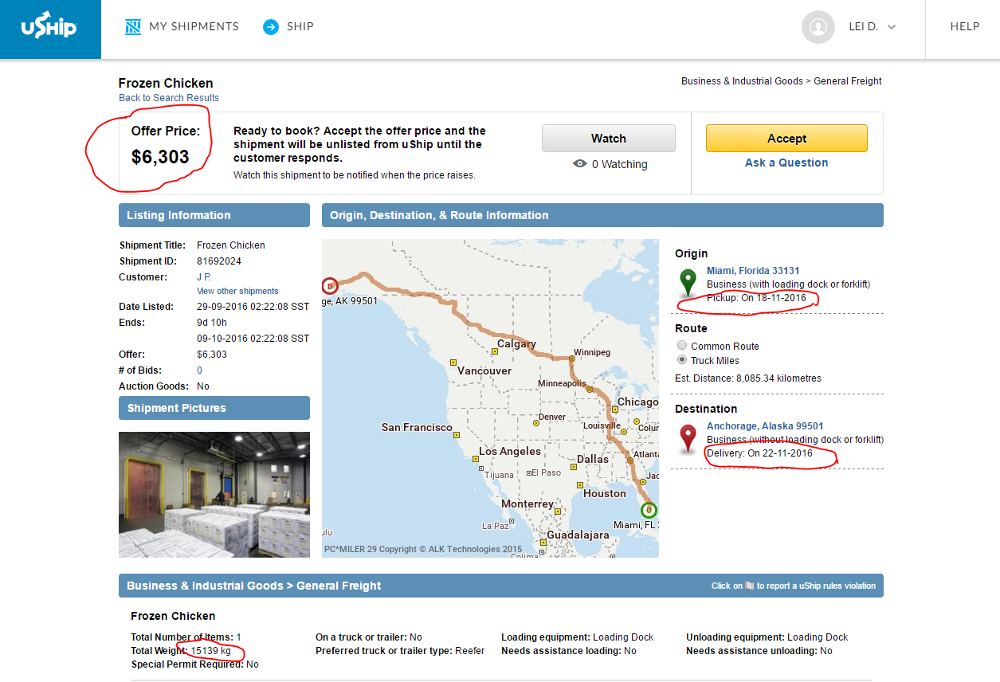 uShip
MY SHIPMENTS
SHIP
LEI D.
HELP
Frozen Chicken
Back to Search Results
Business & Industrial Goods > General Freight
Offer Price:
$6,303
Ready to book? Accept the offer price and the
shipment will be unlisted from uShip until the
customer responds.
Watch this shipment to be notified when the price raises.
Watch
0 Watching
Accept
Ask a Question
Listing Information
Shipment Title: Frozen Chicken
Shipment ID: 81692024
Customer: J P.
View other shipments
Date Listed: 29-09-2016 02:22:08 SST
Ends: 9d 10h
09-10-2016 02:22:08 SST
Offer: $6,303
# of Bids: 0
Auction Goods: No
Shipment Pictures
Origin, Destination, & Route Information
D
ge, AK 99501
Calgary
Winnipeg
Vancouver
Minneapolis
Chicago
San Francisco
Denver
Louisville
Colum
Los Angeles
Atlanta
Dallas
Tijuana
El Paso
Jac
Houston
Monterrey
La Paz
Miami, FL
Guadalajara
ulu
Colima
PC*MILER 29 Copyright © ALK Technologies 2015
Origin
Miami, Florida 33131
Business (with loading dock or forklift)
Pickup: On 18-11-2016
Route
Common Route
Truck Miles
Est. Distance: 8,085.34 kilometres
Destination
Anchorage, Alaska 99501
Business (without loading dock or forklift)
Delivery: On 22-11-2016
Business & Industrial Goods > General Freight
Click on to report a uShip rules violation
Frozen Chicken
Total Number of Items: 1
Total Weight: 15139 kg
Special Permit Required: No
On a truck or trailer: No
Preferred truck or trailer type: Reefer
Loading equipment: Loading Dock
Needs assistance loading: No
Unloading equipment: Loading Dock
Needs assistance unloading: No